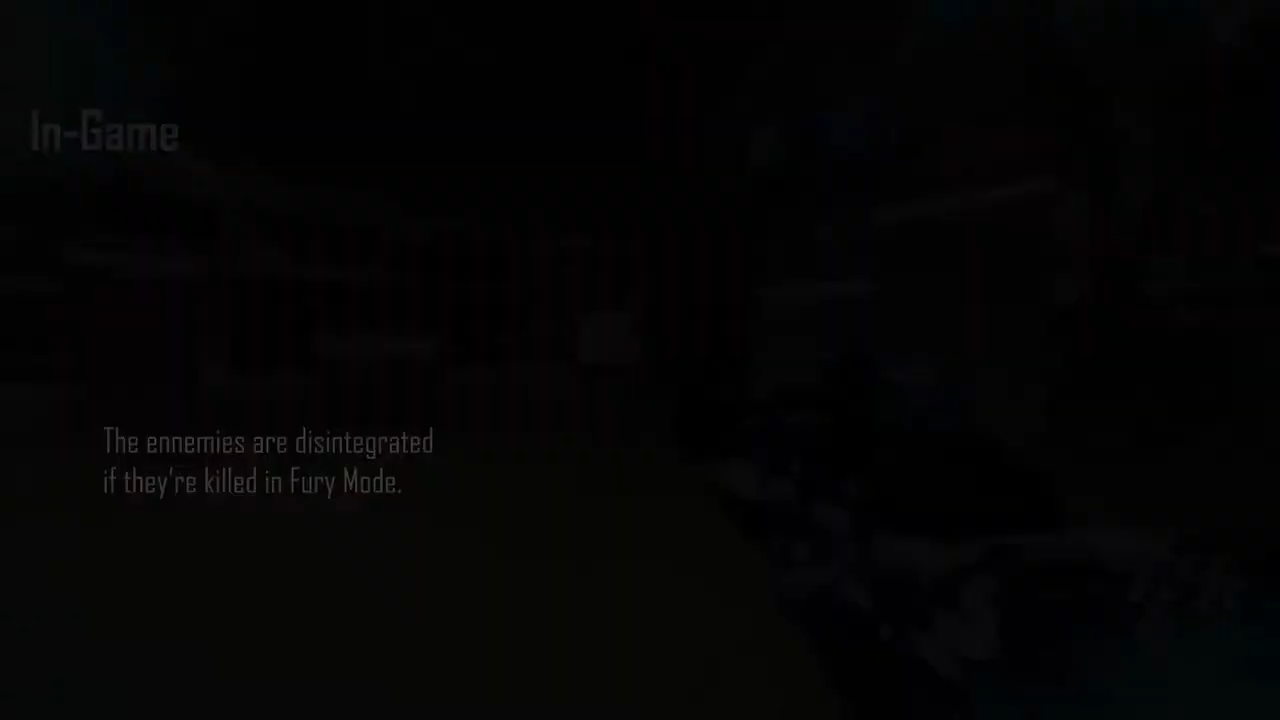 In-Game
The ennemies are disintegrated
if they're killed in Fury Mode.